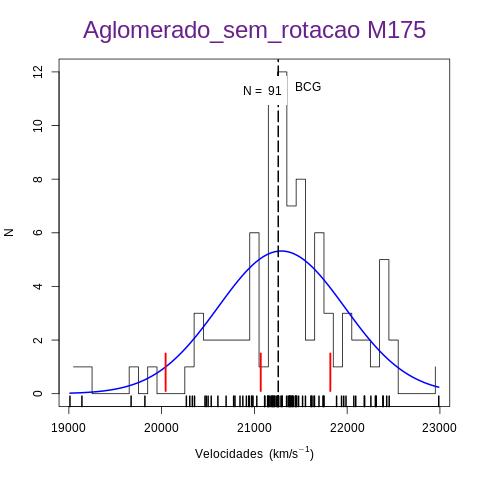 Aglomerado_sem_rotacao M175
N = 91
BCG
N
12
10
8
6
4
2
0
19000 20000 21000 22000 23000
Velocidades (km/s⁻¹)